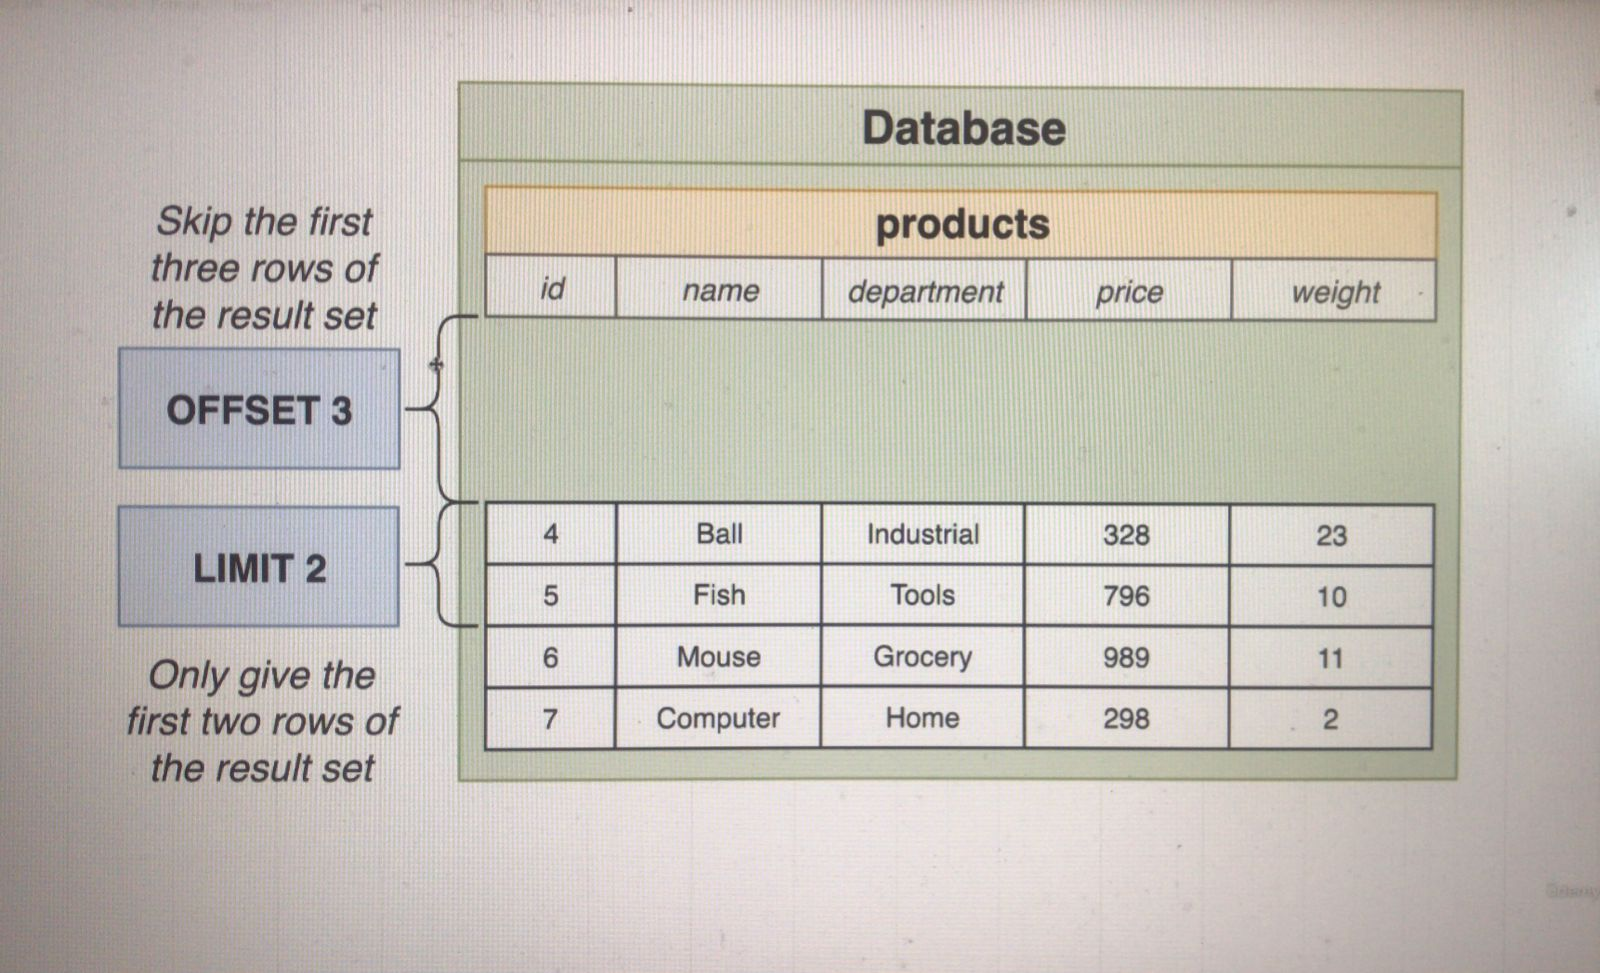 Database
products
id name department price weight
Skip the first
three rows of
the result set
OFFSET 3
LIMIT 2
Only give the
first two rows of
the result set
4 Ball Industrial 328 23
5 Fish Tools 796 10
6 Mouse Grocery 989 11
7 Computer Home 298 2